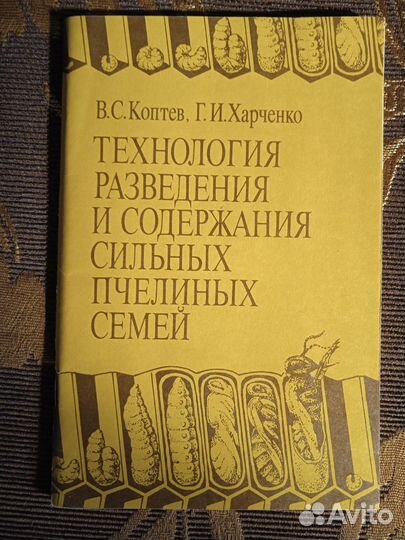 В.С.Коптев, Г.И.Харченко
ТЕХНОЛОГИЯ
РАЗВЕДЕНИЯ
И СОДЕРЖАНИЯ
СИЛЬНЫХ
ПЧЕЛИНЫХ
СЕМЕЙ
Avito